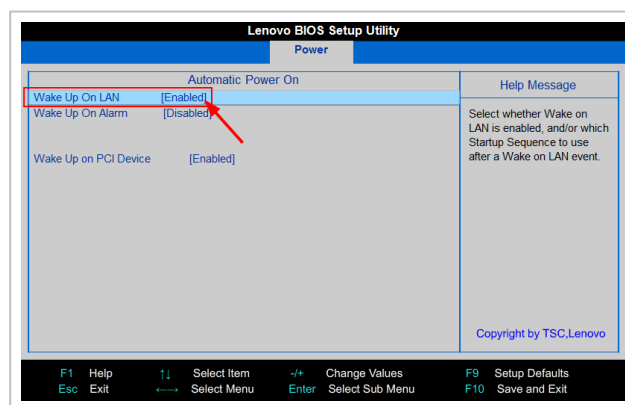 Lenovo BIOS Setup Utility
Power
Automatic Power On
Wake Up On LAN [Enabled]
Wake Up On Alarm [Disabled]
Wake Up on PCI Device [Enabled]
Help Message
Select whether Wake on
LAN is enabled, and/or which
Startup Sequence to use
after a Wake on LAN event.
Copyright by TSC,Lenovo
F1 Help ↑↓ Select Item -/+ Change Values F9 Setup Defaults
Esc Exit ←→ Select Menu Enter Select Sub Menu F10 Save and Exit